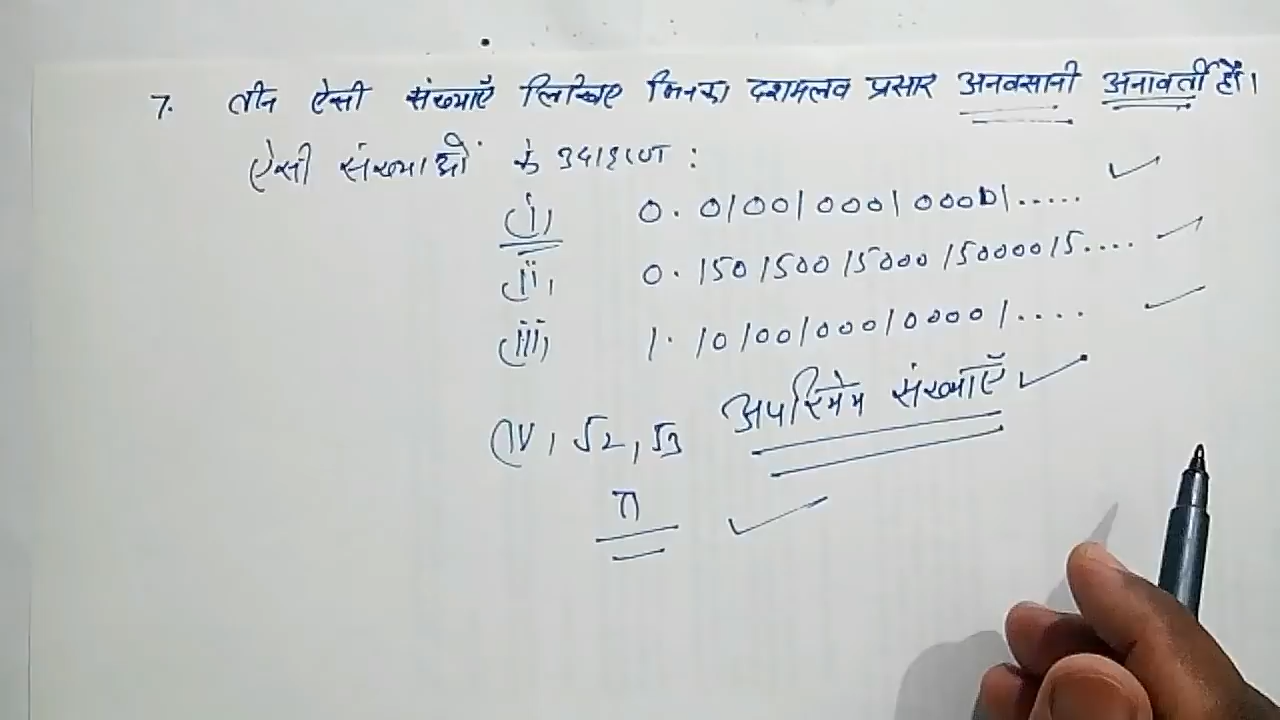 7. तीन ऐसी संख्याएँ लिखिए जिनका दशमलव प्रसार अनवसानी अनावर्ती हों।
ऐसी संख्याओं के उदाहरण :
(i) 0.01001000100001.....
(ii) 0.15015001500015000015....
(iii) 1.101001000100001....
(iv) √2, √3 अपरिमेय संख्याएँ
π